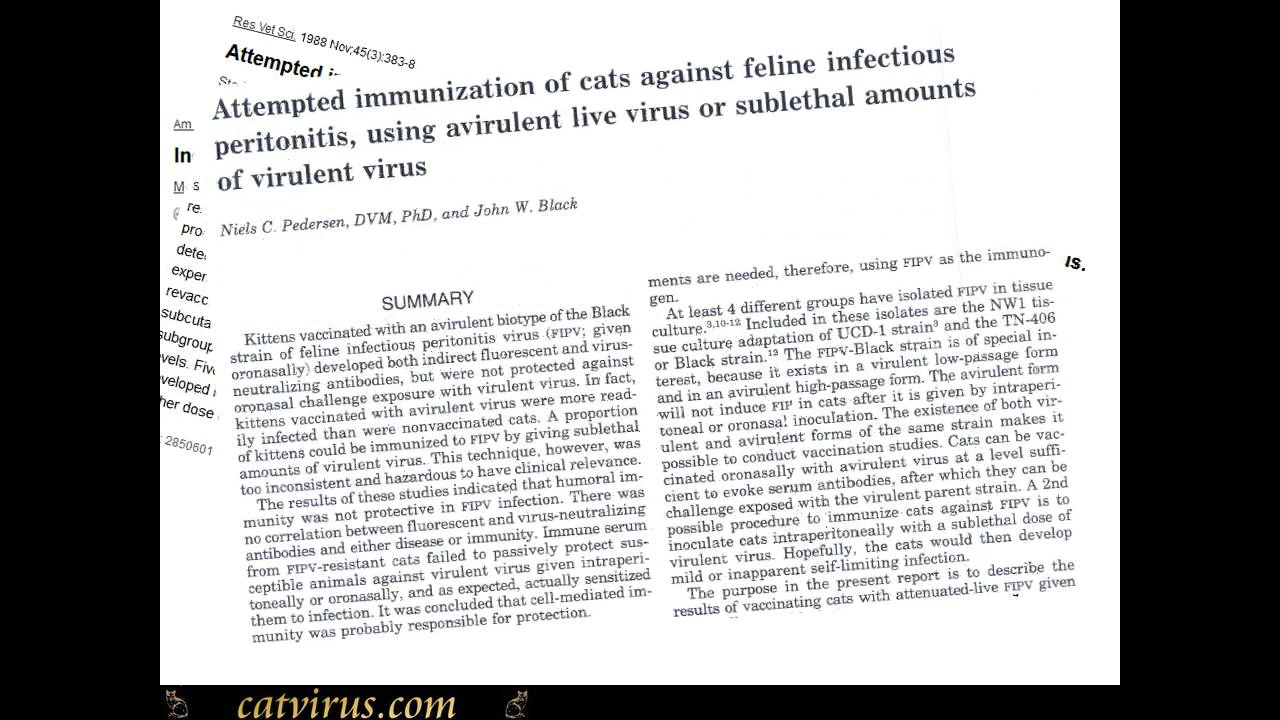 Res Vet Sci. 1988 Nov;45(3):383-8
Attempted i
Am
In
M s
re.
pro
dete
exper
revacc
subcuta
subgroup
evels. Five
veloped
her dose
: 2850601
Attempted immunization of cats against feline infectious
peritonitis, using avirulent live virus or sublethal amounts
of virulent virus
Niels C. Pedersen, DVM, PhD, and John W. Black
SUMMARY
Kittens vaccinated with an avirulent biotype of the Black
strain of feline infectious peritonitis virus (FIPV; given
oronasally) developed both indirect fluorescent and virus-
neutralizing antibodies, but were not protected against
oronasal challenge exposure with virulent virus. In fact,
kittens vaccinated with avirulent virus were more read-
ily infected than were nonvaccinated cats. A proportion
of kittens could be immunized to FIPV by giving sublethal
amounts of virulent virus. This technique, however, was
too inconsistent and hazardous to have clinical relevance.
The results of these studies indicated that humoral im-
munity was not protective in FIPV infection. There was
no correlation between fluorescent and virus-neutralizing
antibodies and either disease or immunity. Immune serum
from FIPV-resistant cats failed to passively protect sus-
ceptible animals against virulent virus given intraperi-
toneally or oronasally, and as expected, actually sensitized
them to infection. It was concluded that cell-mediated im-
munity was probably responsible for protection.
ments are needed, therefore, using FIPV as the immuno-
gen.
At least 4 different groups have isolated FIPV in tissue
culture.3,10-12 Included in these isolates are the NW1 tis-
sue culture adaptation of UCD-1 strain3 and the TN-406
or Black strain.12 The FIPV-Black strain is of special in-
terest, because it exists in a virulent low-passage form
and in an avirulent high-passage form. The avirulent form
will not induce FIP in cats after it is given by intraperi-
toneal or oronasal inoculation. The existence of both vir-
ulent and avirulent forms of the same strain makes it
possible to conduct vaccination studies. Cats can be vac-
cinated oronasally with avirulent virus at a level suffi-
cient to evoke serum antibodies, after which they can be
challenge exposed with the virulent parent strain. A 2nd
possible procedure to immunize cats against FIPV is to
inoculate cats intraperitoneally with a sublethal dose of
virulent virus. Hopefully, the cats would then develop
mild or inapparent self-limiting infection.
The purpose in the present report is to describe the
results of vaccinating cats with attenuated-live FIPV given
is.
catvirus.com